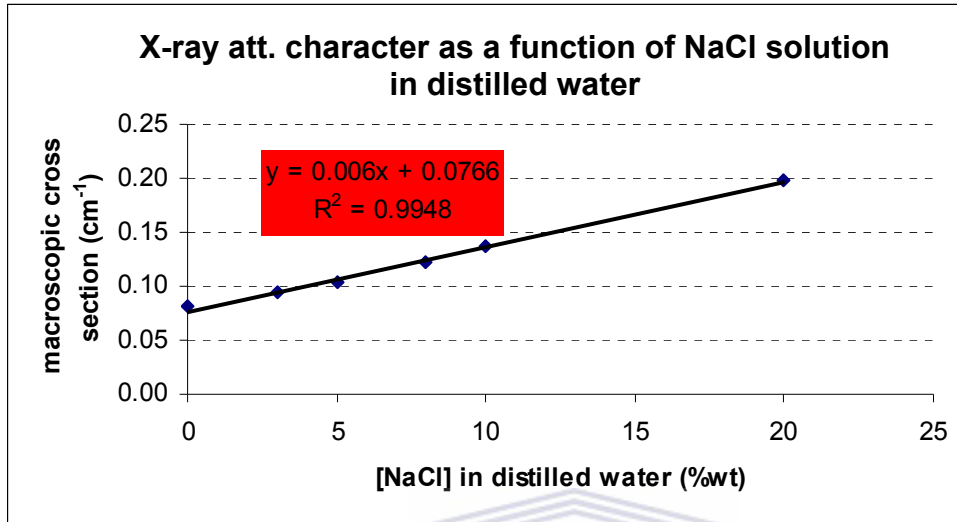 X-ray att. character as a function of NaCl solution
in distilled water
macroscopic cross
section (cm⁻¹)
0.25
0.20
0.15
0.10
0.05
0.00
y = 0.006x + 0.0766
R² = 0.9948
0 5 10 15 20 25
[NaCl] in distilled water (%wt)